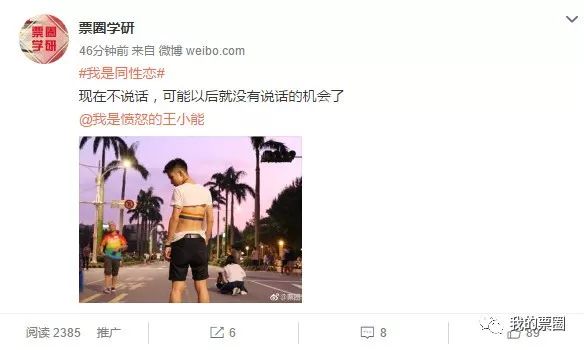 票圈学研
票圈
学研
46分钟前 来自 微博 weibo.com
#我是同性恋#
现在不说话，可能以后就没有说话的机会了
@我是愤怒的王小能
@票圈
阅读 2385 推广 6 8 89
我的票圈